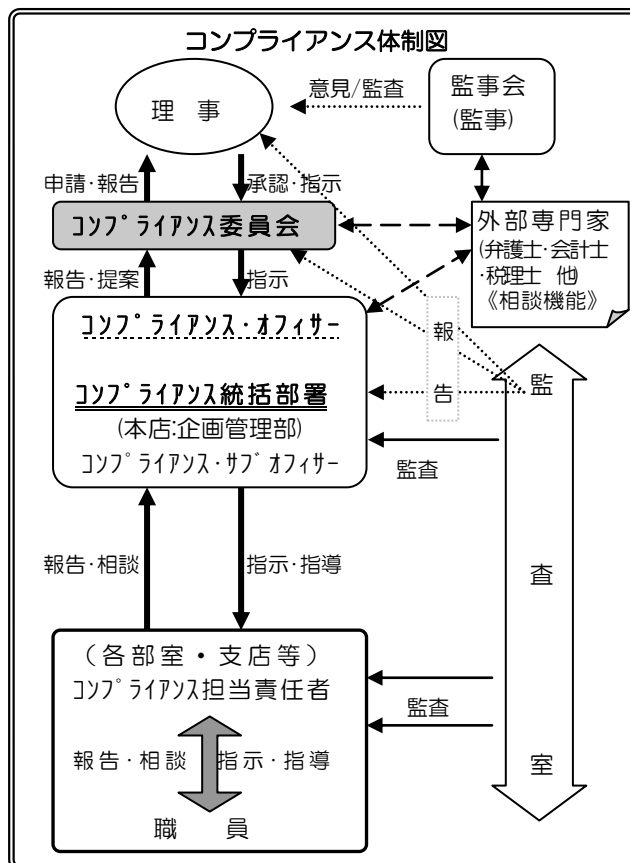 コンプライアンス体制図
理　事
意見/監査
監事会
(監事)
申請・報告
承認・指示
コンプライアンス委員会
外部専門家
(弁護士・会計士
・税理士　他)
《相談機能》
報告・提案
指示
コンプライアンス・オフィサー
報
告
監
コンプライアンス統括部署
(本店:企画管理部)
コンプライアンス・サブオフィサー
監査
報告・相談
指示・指導
査
（各部室・支店等）
コンプライアンス担当責任者
監査
報告・相談
指示・指導
室
職　　員